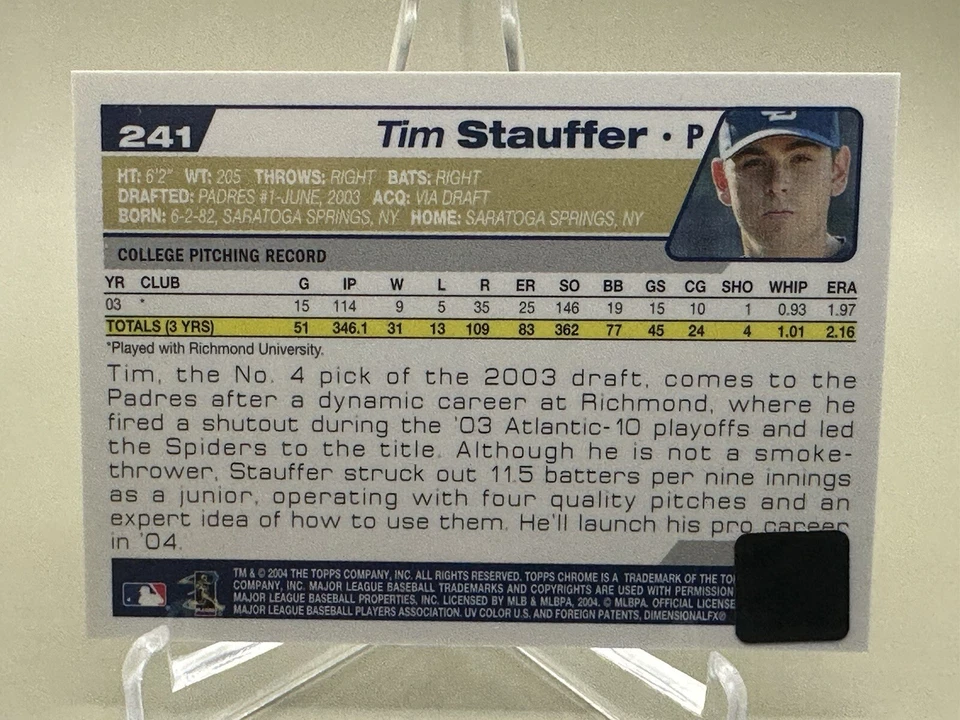 241 Tim Stauffer · P
HT: 6'2" WT: 205 THROWS: RIGHT BATS: RIGHT
DRAFTED: PADRES #1-JUNE, 2003 ACQ: VIA DRAFT
BORN: 6-2-82, SARATOGA SPRINGS, NY HOME: SARATOGA SPRINGS, NY
COLLEGE PITCHING RECORD
YR CLUB G IP W L R ER SO BB GS CG SHO WHIP ERA
03 * 15 114 9 5 35 25 146 19 15 10 1 0.93 1.97
TOTALS (3 YRS) 51 346.1 31 13 109 83 362 77 45 24 4 1.01 2.16
*Played with Richmond University.
Tim, the No. 4 pick of the 2003 draft, comes to the
Padres after a dynamic career at Richmond, where he
fired a shutout during the '03 Atlantic-10 playoffs and led
the Spiders to the title. Although he is not a smoke-
thrower, Stauffer struck out 11.5 batters per nine innings
as a junior, operating with four quality pitches and an
expert idea of how to use them. He'll launch his pro career
in '04.
TM & © 2004 THE TOPPS COMPANY, INC. ALL RIGHTS RESERVED. TOPPS CHROME IS A TRADEMARK OF THE TO
COMPANY, INC. MAJOR LEAGUE BASEBALL TRADEMARKS AND COPYRIGHTS ARE USED WITH PERMISSION
MAJOR LEAGUE BASEBALL PROPERTIES, INC. LICENSED BY MLB & MLBPA, 2004. © MLBPA. OFFICIAL LICENSE
MAJOR LEAGUE BASEBALL PLAYERS ASSOCIATION. UV COLOR U.S. AND FOREIGN PATENTS, DIMENSIONALFX®